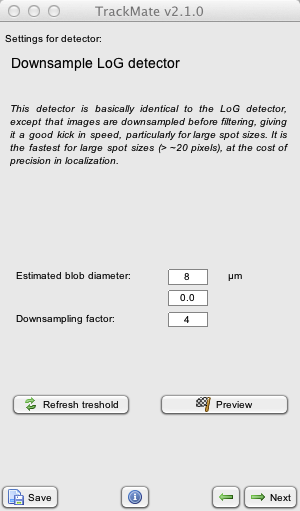 TrackMate v2.1.0
Settings for detector:
Downsample LoG detector
This detector is basically identical to the LoG detector,
except that images are downsampled before filtering, giving
it a good kick in speed, particularly for large spot sizes. It is
the fastest for large spot sizes (> ~20 pixels), at the cost of
precision in localization.
Estimated blob diameter: 8 µm
0.0
Downsampling factor: 4
Refresh treshold Preview
Save Next